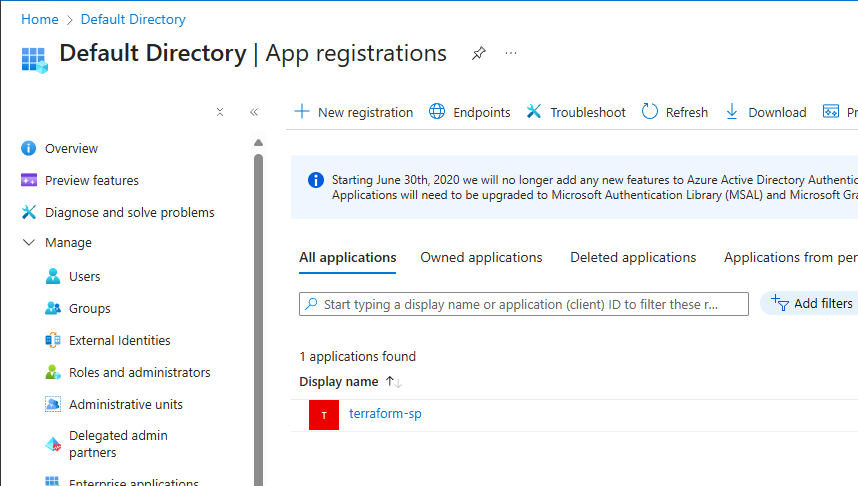 Home > Default Directory
Default Directory | App registrations
New registration Endpoints Troubleshoot Refresh Download
Overview
Preview features
Diagnose and solve problems
Manage
Users
Groups
External Identities
Roles and administrators
Administrative units
Delegated admin
partners
Enterprise applications
Starting June 30th, 2020 we will no longer add any new features to Azure Active Directory
Applications will need to be upgraded to Microsoft Authentication Library (MSAL) and Microsoft
All applications Owned applications Deleted applications Applications from
Start typing a display name or application (client) ID to filter these r...
Add filters
1 applications found
Display name ↑↓
T terraform-sp